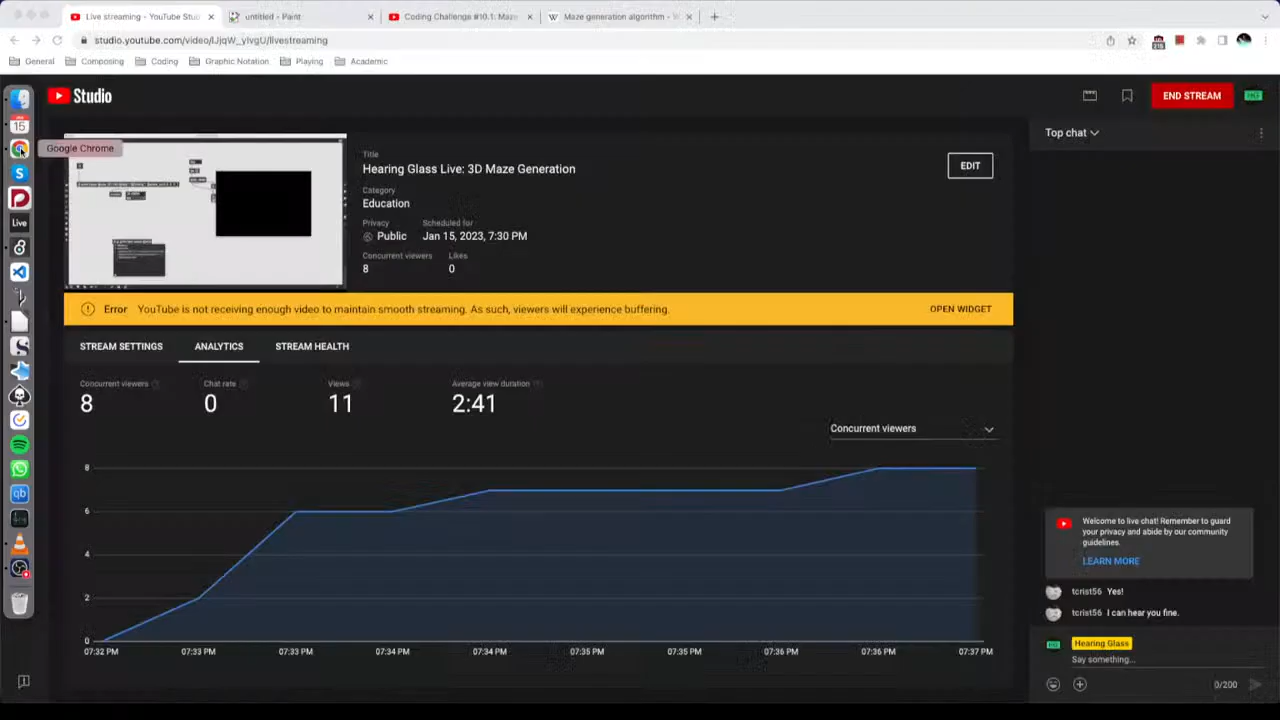 Live streaming - YouTube Stud
untitled - Paint
Coding Challenge #10.1: Maze
Maze generation algorithm - W
studio.youtube.com/video/IJjqW_yIvgU/livestreaming
General
Composing
Coding
Graphic Notation
Playing
Academic
Studio
END STREAM
Top chat
15
Google Chrome
Live
Title
Hearing Glass Live: 3D Maze Generation
EDIT
Category
Education
Privacy
Scheduled for
Public
Jan 15, 2023, 7:30 PM
Concurrent viewers
Likes
8
0
Error
YouTube is not receiving enough video to maintain smooth streaming. As such, viewers will experience buffering.
OPEN WIDGET
STREAM SETTINGS
ANALYTICS
STREAM HEALTH
Concurrent viewers
Chat rate
Views
Average view duration
8
0
11
2:41
Concurrent viewers
8
6
4
2
0
07:32 PM
07:33 PM
07:33 PM
07:34 PM
07:34 PM
07:35 PM
07:35 PM
07:36 PM
07:36 PM
07:37 PM
qb
Welcome to live chat! Remember to guard
your privacy and abide by our community
guidelines.
LEARN MORE
tcrist56 Yes!
tcrist56 I can hear you fine.
Hearing Glass
Say something...
0/200